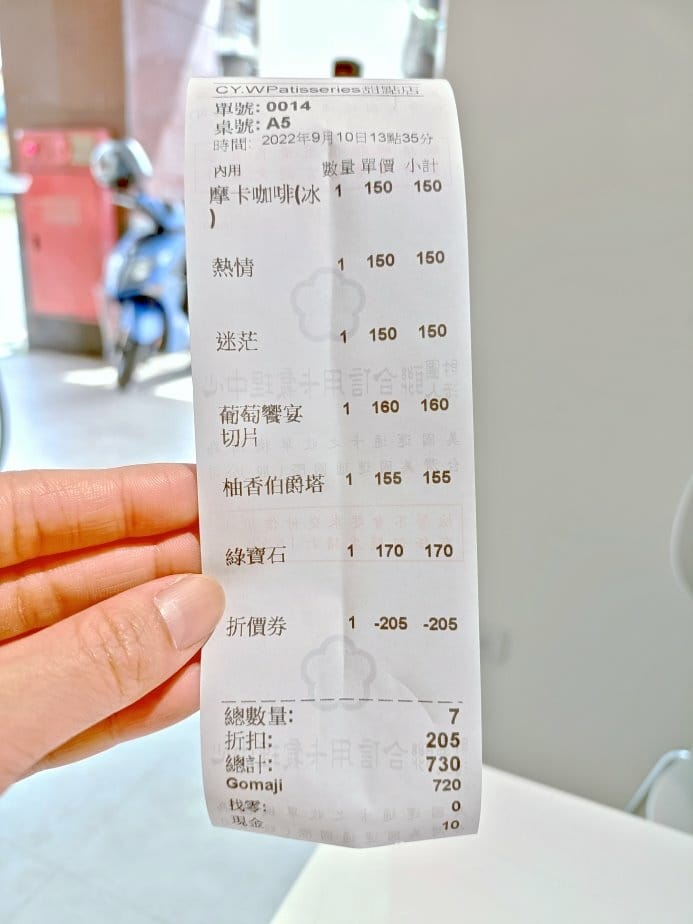 CY.WPatisseries甜點店
單號: 0014
桌號: A5
時間: 2022年9月10日13點35分
內用 數量 單價 小計
摩卡咖啡(冰 1 150 150
)
熱情 1 150 150
迷茫 1 150 150
葡萄饗宴 1 160 160
切片
柚香伯爵塔 1 155 155
綠寶石 1 170 170
折價券 1 -205 -205
總數量: 7
折扣: 205
總計: 730
Gomaji 720
找零: 0
現金 10